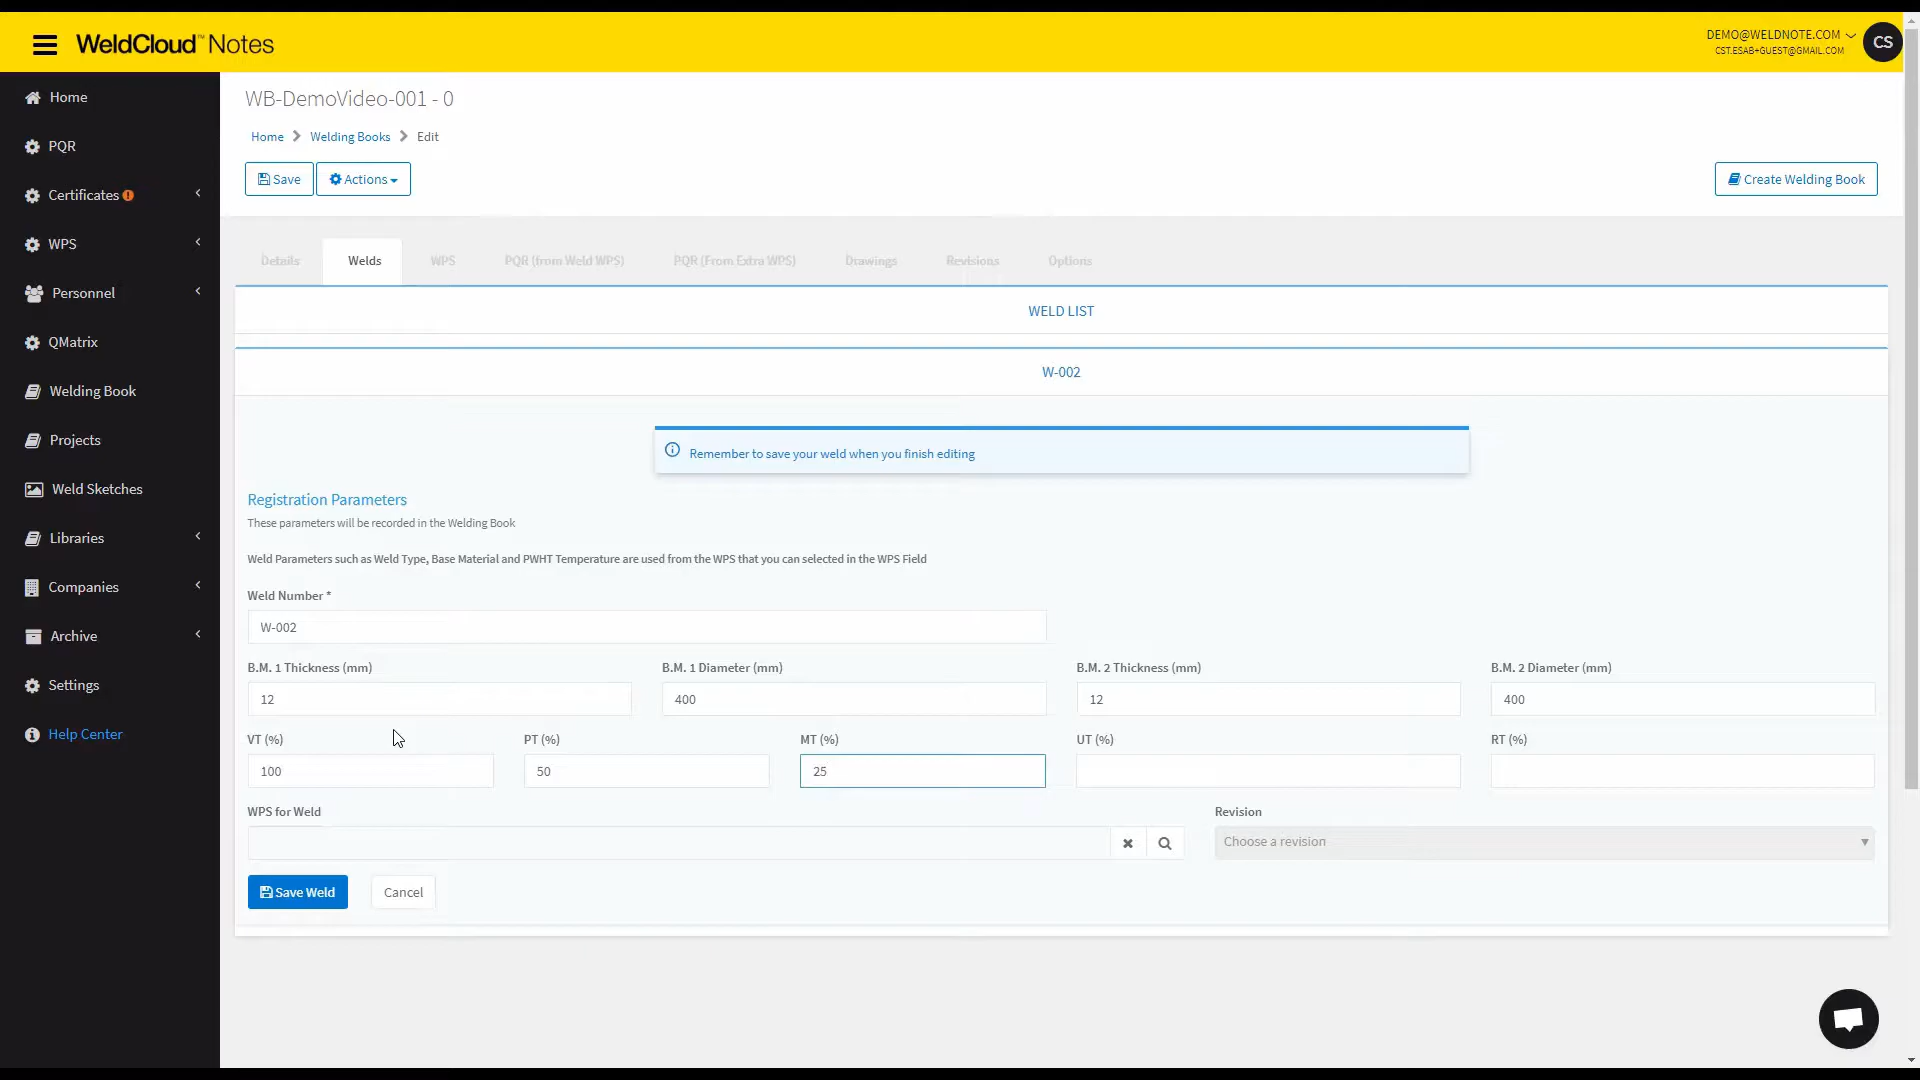 WeldCloud™ Notes
DEMO@WELDNOTE.COM
CST.ESAB+GUEST@GMAIL.COM
CS
Home
PQR
Certificates
WPS
Personnel
QMatrix
Welding Book
Projects
Weld Sketches
Libraries
Companies
Archive
Settings
Help Center
WB-DemoVideo-001 - 0
Home > Welding Books > Edit
Save
Actions
Create Welding Book
Details
Welds
WPS
PQR (from Weld WPS)
PQR (From Extra WPS)
Drawings
Revisions
Options
WELD LIST
W-002
Remember to save your weld when you finish editing
Registration Parameters
These parameters will be recorded in the Welding Book
Weld Parameters such as Weld Type, Base Material and PWHT Temperature are used from the WPS that you can selected in the WPS Field
Weld Number *
W-002
B.M. 1 Thickness (mm) B.M. 1 Diameter (mm) B.M. 2 Thickness (mm) B.M. 2 Diameter (mm)
12 400 12 400
VT (%) PT (%) MT (%) UT (%) RT (%)
100 50 25
WPS for Weld Revision
Choose a revision
Save Weld Cancel